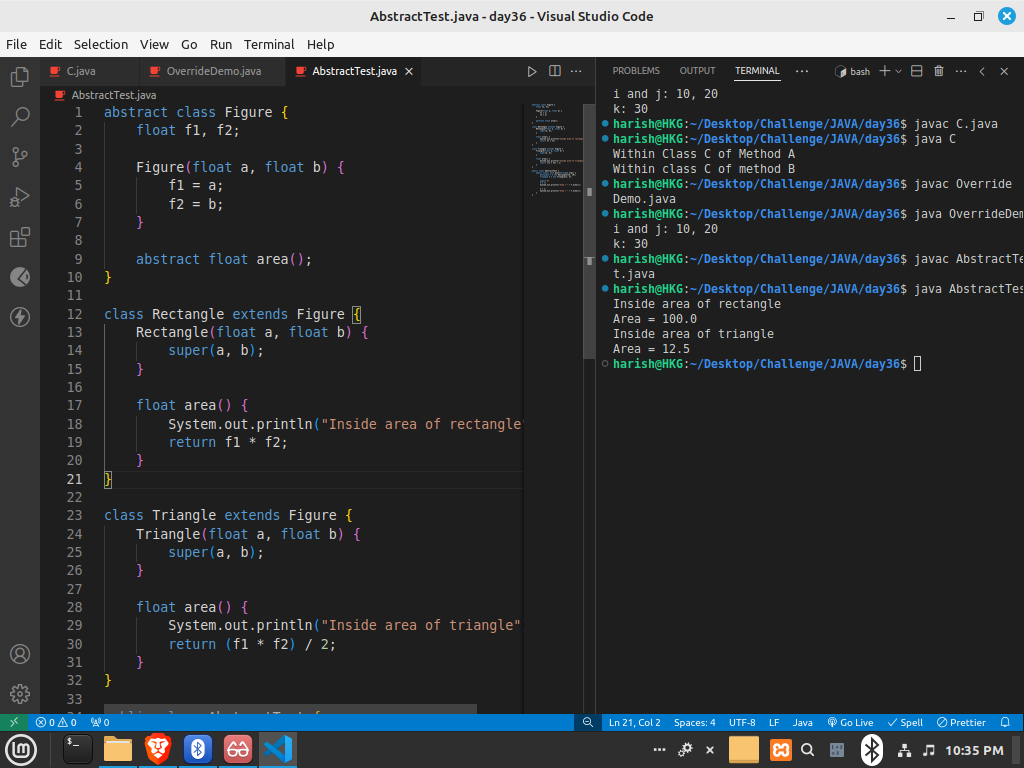 AbstractTest.java - day36 - Visual Studio Code
File Edit Selection View Go Run Terminal Help
C.java OverrideDemo.java AbstractTest.java
AbstractTest.java
1 abstract class Figure {
2 float f1, f2;
3
4 Figure(float a, float b) {
5 f1 = a;
6 f2 = b;
7 }
8
9 abstract float area();
10 }
11
12 class Rectangle extends Figure {
13 Rectangle(float a, float b) {
14 super(a, b);
15 }
16
17 float area() {
18 System.out.println("Inside area of rectangle"
19 return f1 * f2;
20 }
21 }
22
23 class Triangle extends Figure {
24 Triangle(float a, float b) {
25 super(a, b);
26 }
27
28 float area() {
29 System.out.println("Inside area of triangle"
30 return (f1 * f2) / 2;
31 }
32 }
33
PROBLEMS OUTPUT TERMINAL ··· bash
i and j: 10, 20
k: 30
harish@HKG:~/Desktop/Challenge/JAVA/day36$ javac C.java
harish@HKG:~/Desktop/Challenge/JAVA/day36$ java C
Within Class C of Method A
Within class C of method B
harish@HKG:~/Desktop/Challenge/JAVA/day36$ javac Override
Demo.java
harish@HKG:~/Desktop/Challenge/JAVA/day36$ java OverrideDem
i and j: 10, 20
k: 30
harish@HKG:~/Desktop/Challenge/JAVA/day36$ javac AbstractTe
t.java
harish@HKG:~/Desktop/Challenge/JAVA/day36$ java AbstractTes
Inside area of rectangle
Area = 100.0
Inside area of triangle
Area = 12.5
harish@HKG:~/Desktop/Challenge/JAVA/day36$
0 0 0 Ln 21, Col 2 Spaces: 4 UTF-8 LF Java Go Live Spell Prettier
10:35 PM